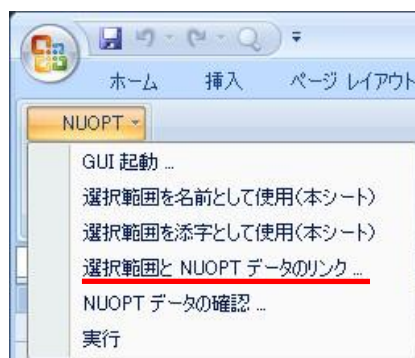 ホーム 挿入 ページ レイアウト
NUOPT
GUI 起動 ...
選択範囲を名前として使用(本シート)
選択範囲を添字として使用(本シート)
選択範囲と NUOPT データのリンク ...
NUOPT データの確認 ...
実行